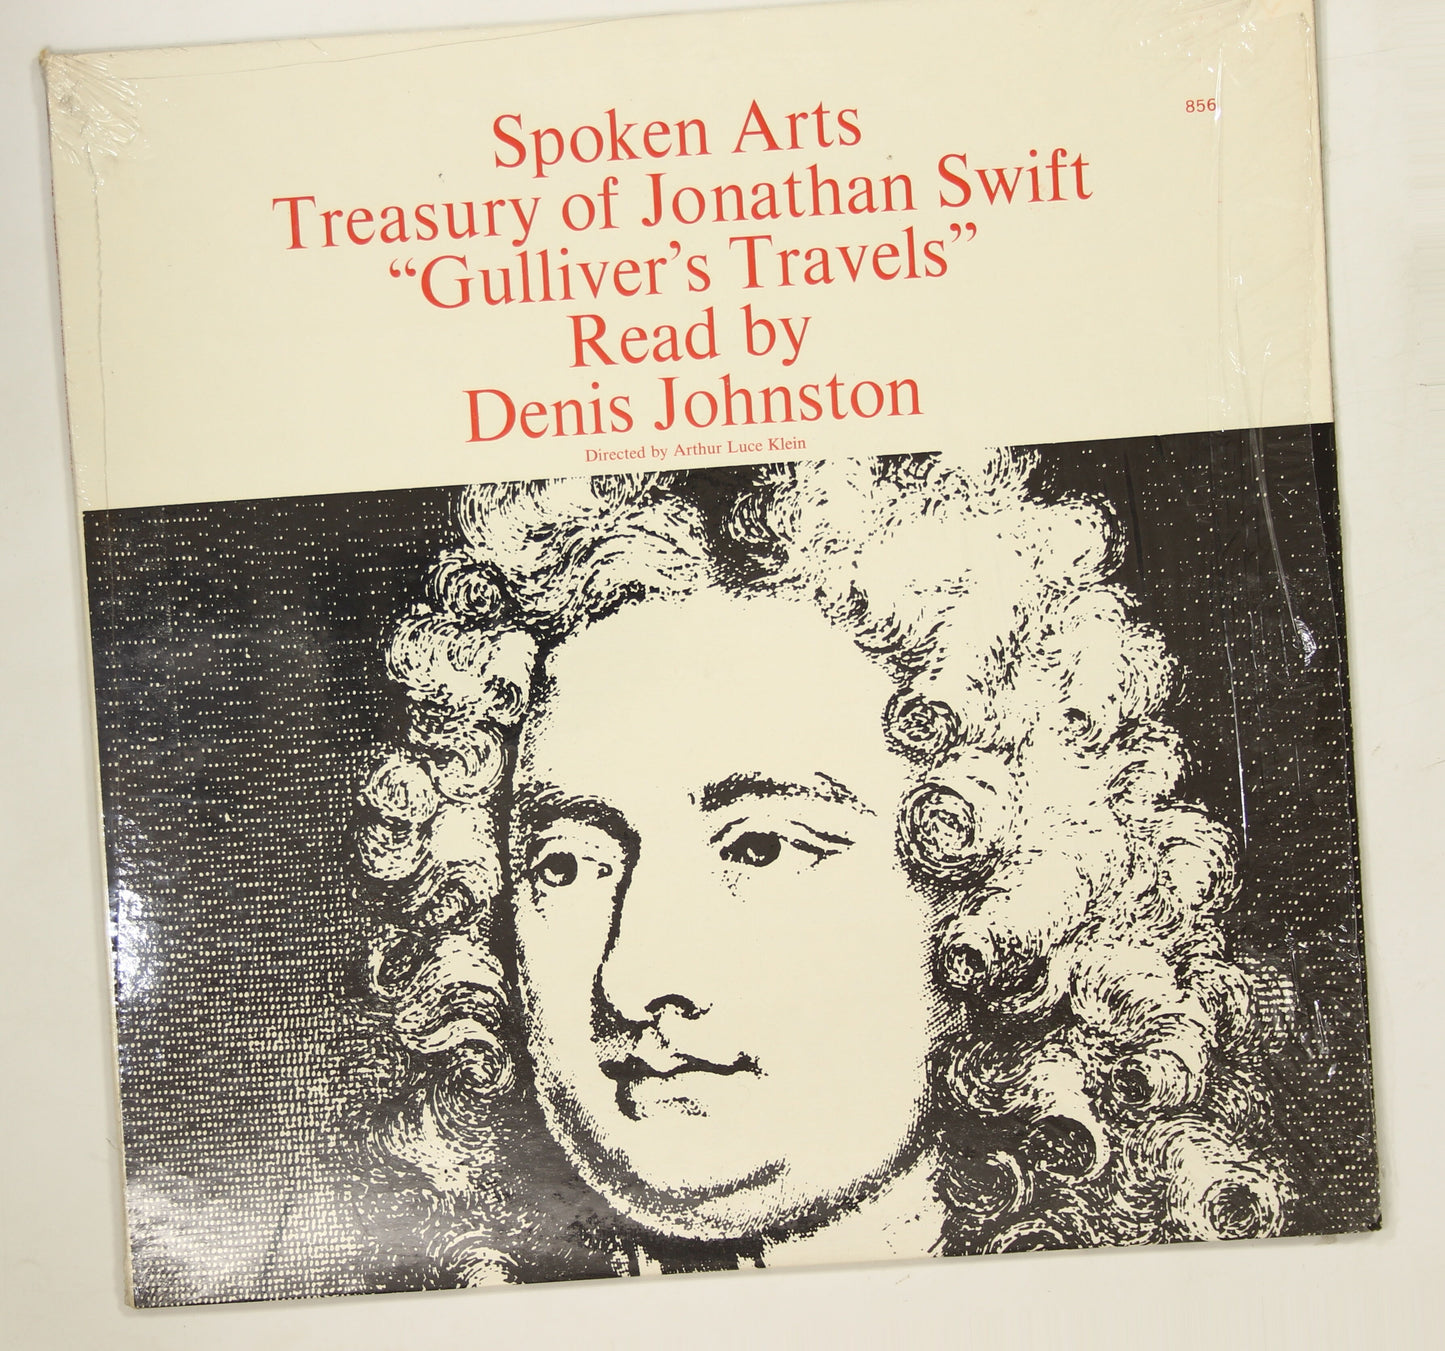 856
Spoken Arts
Treasury of Jonathan Swift
“Gulliver’s Travels”
Read by
Denis Johnston
Directed by Arthur Luce Klein